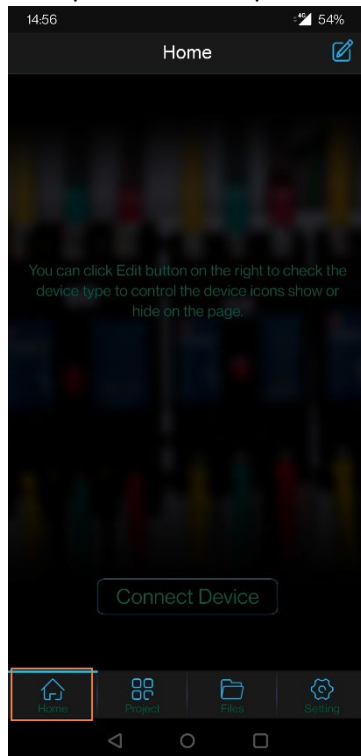 14:56
4G 54%
Home
You can click Edit button on the right to check the
device type to control the device icons show or
hide on the page.
Connect Device
Home Project Files Setting